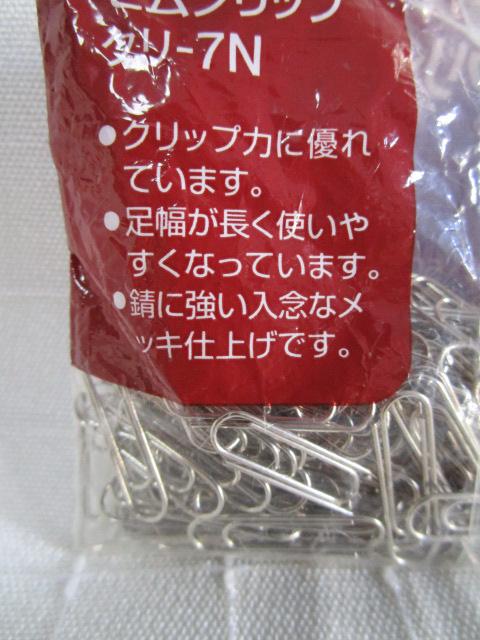 クリ-7N
●クリップ力に優れ
ています。
●足幅が長く使いや
すくなっています。
●錆に強い入念なメ
ッキ仕上げです。